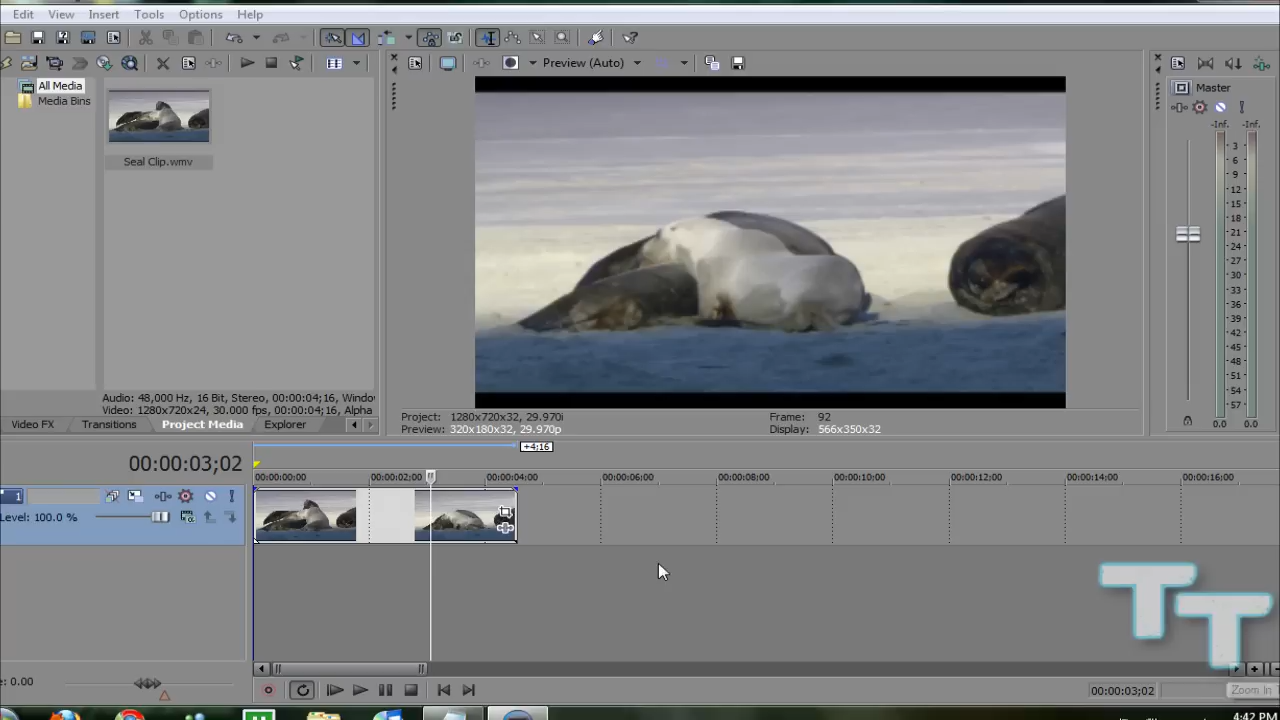 Edit View Insert Tools Options Help
Preview (Auto)
All Media
Media Bins
Master
-Inf. -Inf.
3
6
9
12
15
18
21
24
27
30
33
36
39
42
45
48
51
54
57
0.0 0.0
Seal Clip.wmv
Audio: 48,000 Hz, 16 Bit, Stereo, 00:00:04;16, Windo
Video: 1280x720x24, 30.000 fps, 00:00:04;16, Alpha
Video FX Transitions Project Media Explorer
Project: 1280x720x32, 29.970i
Preview: 320x180x32, 29.970p
Frame: 92
Display: 566x350x32
+4:16
00:00:03;02
00:00:00;00 00:00:02;00 00:00:04;00 00:00:06;00 00:00:08;00 00:00:10;00 00:00:12;00 00:00:14;00 00:00:16;00
1
Level: 100.0 %
TT
e: 0.00
00:00:03;02
Zoom In
4:42 PM